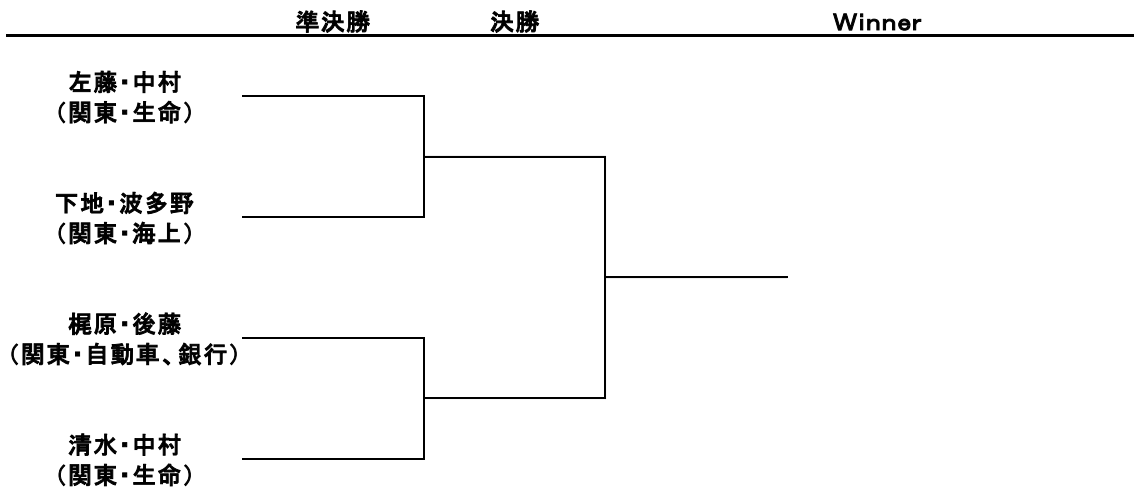 準決勝 決勝 Winner
左藤・中村
(関東・生命)
下地・波多野
(関東・海上)
梶原・後藤
(関東・自動車、銀行)
清水・中村
(関東・生命)